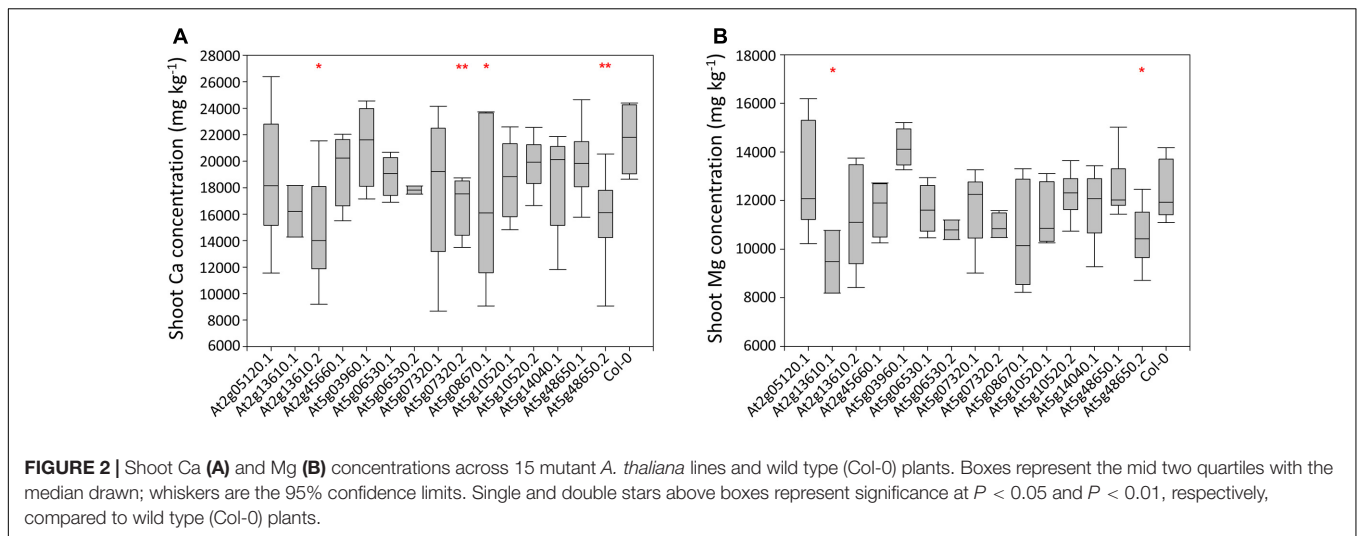 A
Shoot Ca concentration (mg kg⁻¹)
28000
26000
24000
22000
20000
18000
16000
14000
12000
10000
8000
6000
*
**
*
**
At2g05120.1
At2g13610.1
At2g13610.2
At2g45660.1
At5g03960.1
At5g06530.1
At5g06530.2
At5g07320.1
At5g07320.2
At5g08670.1
At5g10520.1
At5g10520.2
At5g14040.1
At5g48650.1
At5g48650.2
Col-0
B
Shoot Mg concentration (mg kg⁻¹)
18000
16000
14000
12000
10000
8000
6000
*
*
At2g05120.1
At2g13610.1
At2g13610.2
At2g45660.1
At5g03960.1
At5g06530.1
At5g06530.2
At5g07320.1
At5g07320.2
At5g08670.1
At5g10520.1
At5g10520.2
At5g14040.1
At5g48650.1
At5g48650.2
Col-0
FIGURE 2 | Shoot Ca (A) and Mg (B) concentrations across 15 mutant A. thaliana lines and wild type (Col-0) plants. Boxes represent the mid two quartiles with the
median drawn; whiskers are the 95% confidence limits. Single and double stars above boxes represent significance at P < 0.05 and P < 0.01, respectively,
compared to wild type (Col-0) plants.